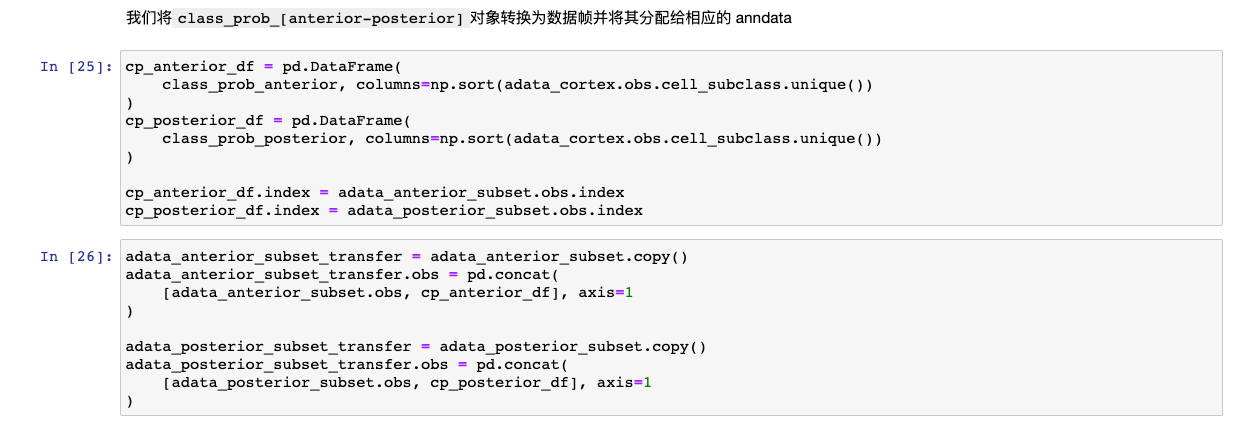 我们将 class_prob_[anterior-posterior] 对象转换为数据帧并将其分配给相应的 anndata
In [25]: cp_anterior_df = pd.DataFrame(
    class_prob_anterior, columns=np.sort(adata_cortex.obs.cell_subclass.unique())
)
cp_posterior_df = pd.DataFrame(
    class_prob_posterior, columns=np.sort(adata_cortex.obs.cell_subclass.unique())
)
cp_anterior_df.index = adata_anterior_subset.obs.index
cp_posterior_df.index = adata_posterior_subset.obs.index
In [26]: adata_anterior_subset_transfer = adata_anterior_subset.copy()
adata_anterior_subset_transfer.obs = pd.concat(
    [adata_anterior_subset.obs, cp_anterior_df], axis=1
)
adata_posterior_subset_transfer = adata_posterior_subset.copy()
adata_posterior_subset_transfer.obs = pd.concat(
    [adata_posterior_subset.obs, cp_posterior_df], axis=1
)